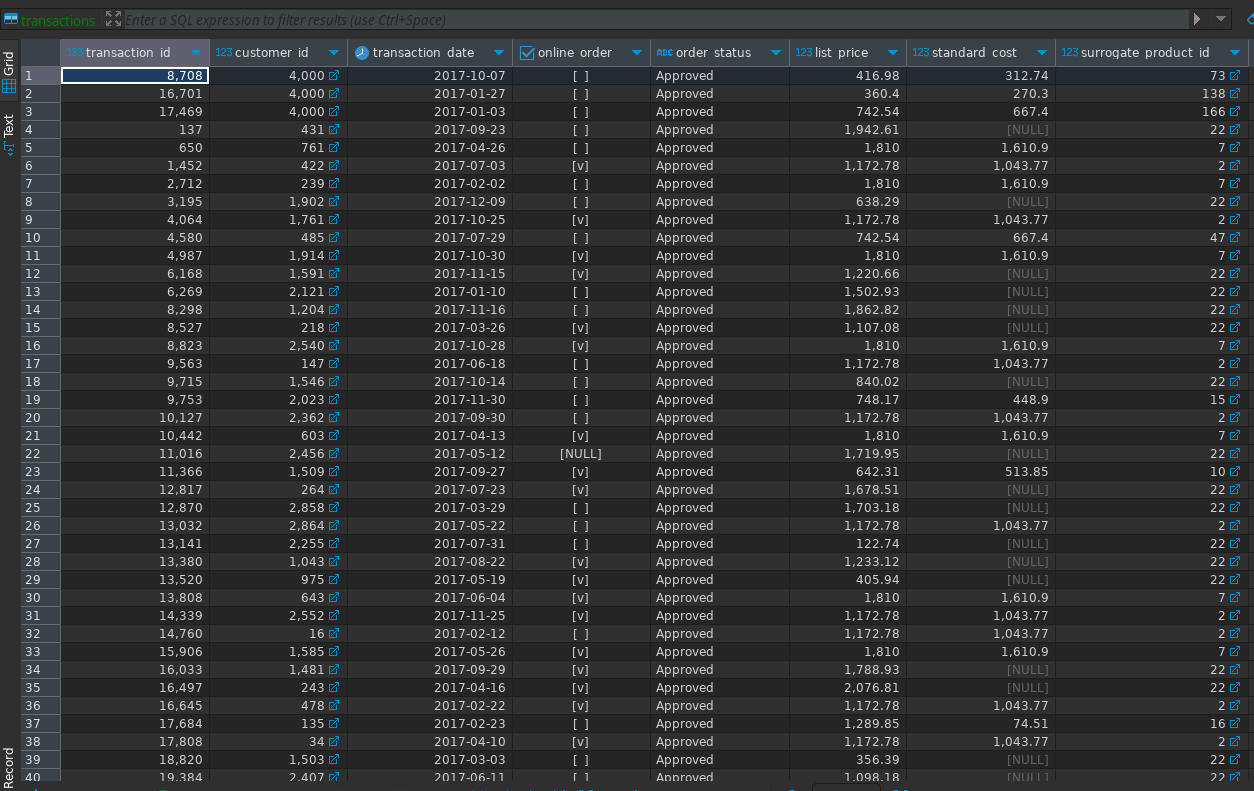 transactions Enter a SQL expression to filter results (use Ctrl+Space)
Grid
Text
Record
123 transaction_id 123 customer_id transaction_date online_order ABC order_status 123 list_price 123 standard_cost 123 surrogate_product_id
1 8,708 4,000 2017-10-07 [ ] Approved 416.98 312.74 73
2 16,701 4,000 2017-01-27 [ ] Approved 360.4 270.3 138
3 17,469 4,000 2017-01-03 [ ] Approved 742.54 667.4 166
4 137 431 2017-09-23 [ ] Approved 1,942.61 [NULL] 22
5 650 761 2017-04-26 [ ] Approved 1,810 1,610.9 7
6 1,452 422 2017-07-03 [v] Approved 1,172.78 1,043.77 2
7 2,712 239 2017-02-02 [ ] Approved 1,810 1,610.9 7
8 3,195 1,902 2017-12-09 [ ] Approved 638.29 [NULL] 22
9 4,064 1,761 2017-10-25 [v] Approved 1,172.78 1,043.77 2
10 4,580 485 2017-07-29 [ ] Approved 742.54 667.4 47
11 4,987 1,914 2017-10-30 [v] Approved 1,810 1,610.9 7
12 6,168 1,591 2017-11-15 [v] Approved 1,220.66 [NULL] 22
13 6,269 2,121 2017-01-10 [ ] Approved 1,502.93 [NULL] 22
14 8,298 1,204 2017-11-16 [ ] Approved 1,862.82 [NULL] 22
15 8,527 218 2017-03-26 [v] Approved 1,107.08 [NULL] 22
16 8,823 2,540 2017-10-28 [v] Approved 1,810 1,610.9 7
17 9,563 147 2017-06-18 [ ] Approved 1,172.78 1,043.77 2
18 9,715 1,546 2017-10-14 [ ] Approved 840.02 [NULL] 22
19 9,753 2,023 2017-11-30 [ ] Approved 748.17 448.9 15
20 10,127 2,362 2017-09-30 [ ] Approved 1,172.78 1,043.77 2
21 10,442 603 2017-04-13 [v] Approved 1,810 1,610.9 7
22 11,016 2,456 2017-05-12 [NULL] Approved 1,719.95 [NULL] 22
23 11,366 1,509 2017-09-27 [v] Approved 642.31 513.85 10
24 12,817 264 2017-07-23 [v] Approved 1,678.51 [NULL] 22
25 12,870 2,858 2017-03-29 [ ] Approved 1,703.18 [NULL] 22
26 13,032 2,864 2017-05-22 [ ] Approved 1,172.78 1,043.77 2
27 13,141 2,255 2017-07-31 [ ] Approved 122.74 [NULL] 22
28 13,380 1,043 2017-08-22 [v] Approved 1,233.12 [NULL] 22
29 13,520 975 2017-05-19 [v] Approved 405.94 [NULL] 22
30 13,808 643 2017-06-04 [v] Approved 1,810 1,610.9 7
31 14,339 2,552 2017-11-25 [v] Approved 1,172.78 1,043.77 2
32 14,760 16 2017-02-12 [ ] Approved 1,172.78 1,043.77 2
33 15,906 1,585 2017-05-26 [v] Approved 1,810 1,610.9 7
34 16,033 1,481 2017-09-29 [v] Approved 1,788.93 [NULL] 22
35 16,497 243 2017-04-16 [v] Approved 2,076.81 [NULL] 22
36 16,645 478 2017-02-22 [v] Approved 1,172.78 1,043.77 2
37 17,684 135 2017-02-23 [ ] Approved 1,289.85 74.51 16
38 17,808 34 2017-04-10 [v] Approved 1,172.78 1,043.77 2
39 18,820 1,503 2017-03-03 [ ] Approved 356.39 [NULL] 22
40 19,384 2,407 2017-06-11 [ ] Approved 1,098.18 [NULL] 22